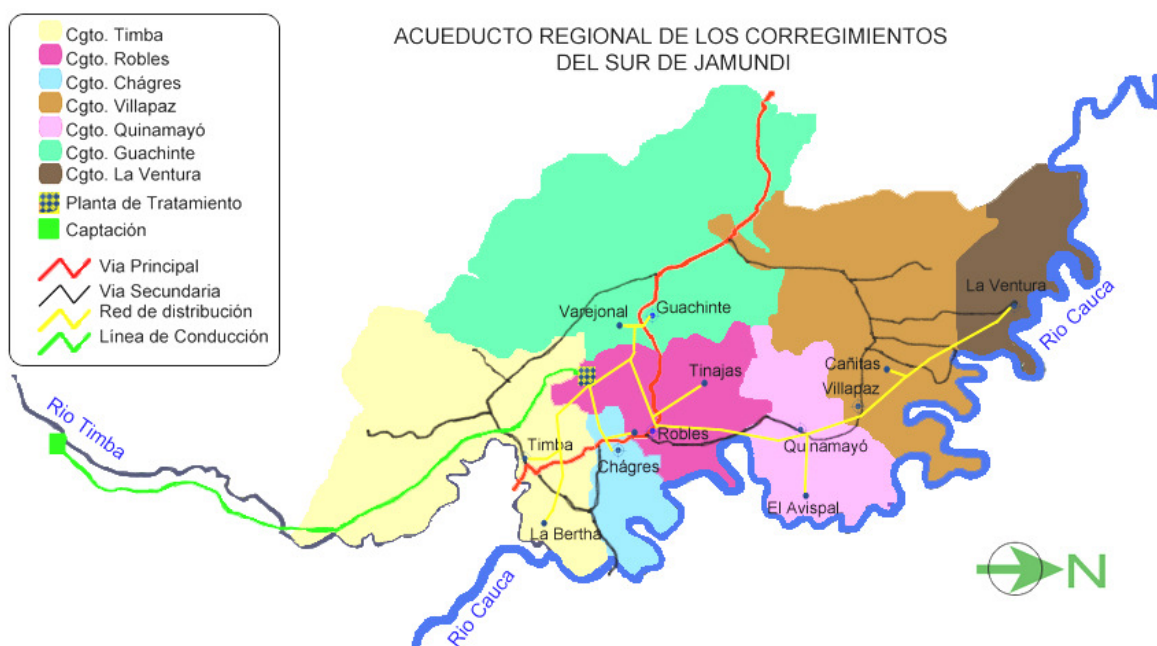 Cgto. Timba
Cgto. Robles
Cgto. Chágres
Cgto. Villapaz
Cgto. Quinamayó
Cgto. Guachinte
Cgto. La Ventura
Planta de Tratamiento
Captación
Via Principal
Via Secundaria
Red de distribución
Línea de Conducción
ACUEDUCTO REGIONAL DE LOS CORREGIMIENTOS
DEL SUR DE JAMUNDI
La Ventura
Rio Cauca
Varejonal
Guachinte
Tinajas
Cañitas
Villapaz
Rio Timba
Timba
Robles
Chágres
Quinamayó
El Avispal
La Bertha
Rio Cauca
N